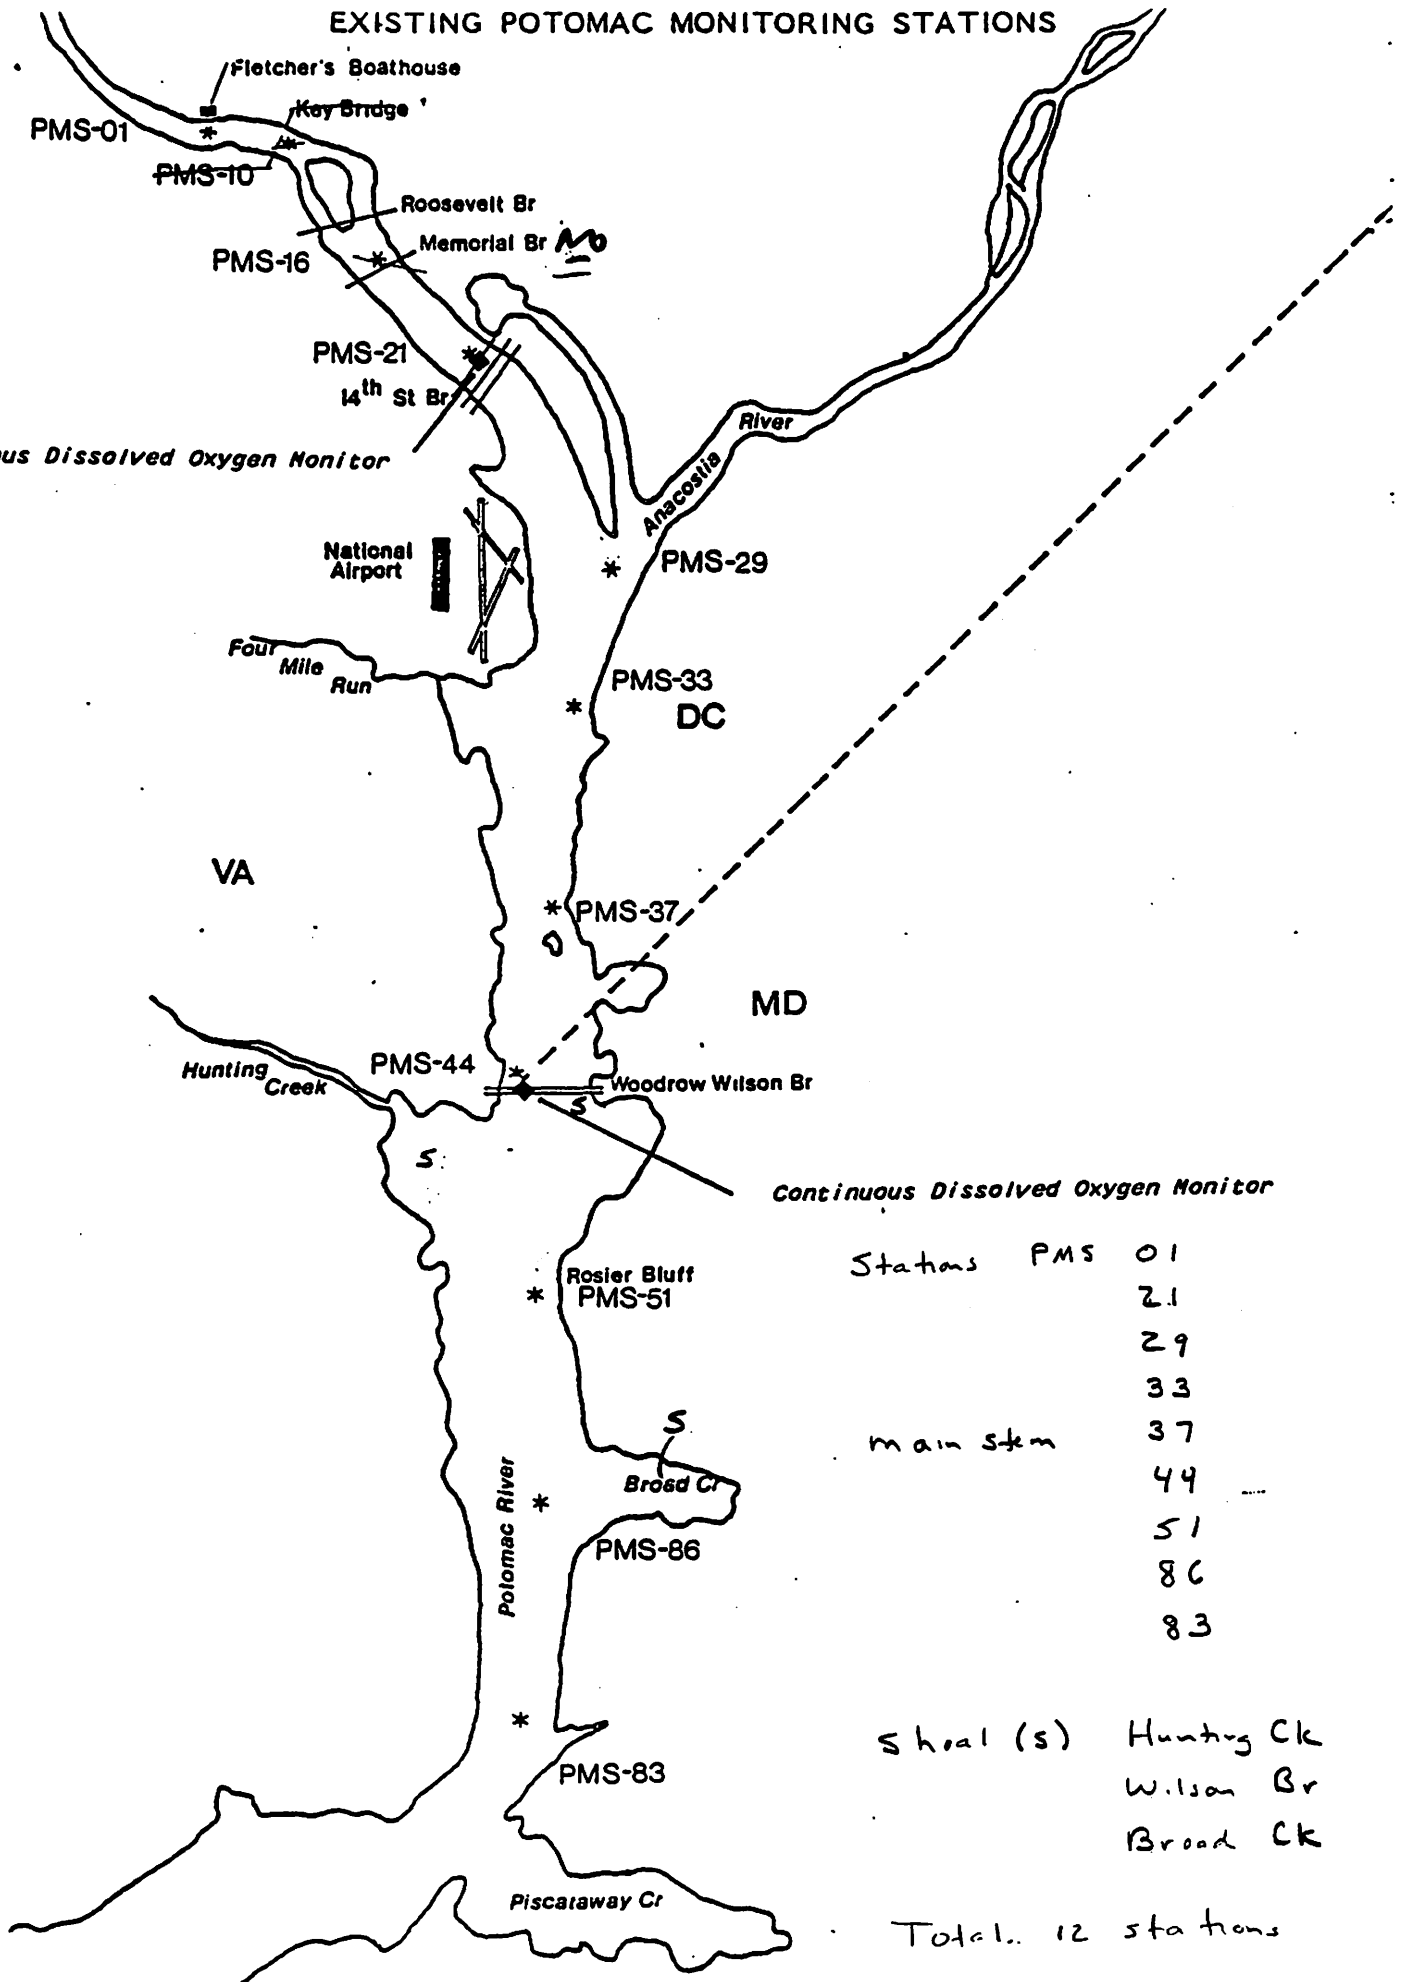 EXISTING POTOMAC MONITORING STATIONS
Fletcher's Boathouse
Key Bridge
PMS-01
PMS-10
Roosevelt Br
Memorial Br No
PMS-16
PMS-21
14th St Br
us Dissolved Oxygen Monitor
River
Anacostia
National
Airport
PMS-29
Four
Mile
Run
PMS-33
DC
VA
PMS-37
MD
PMS-44
Hunting
Creek
Woodrow Wilson Br
S
S
Continuous Dissolved Oxygen Monitor
Stations PMS 01
21
29
33
main stem 37
44
51
86
83
Rosier Bluff
PMS-51
S
Broad Cr
Potomac River
PMS-86
PMS-83
Shoal (s) Hunting Ck
Wilson Br
Broad Ck
Piscataway Cr
Total.. 12 stations